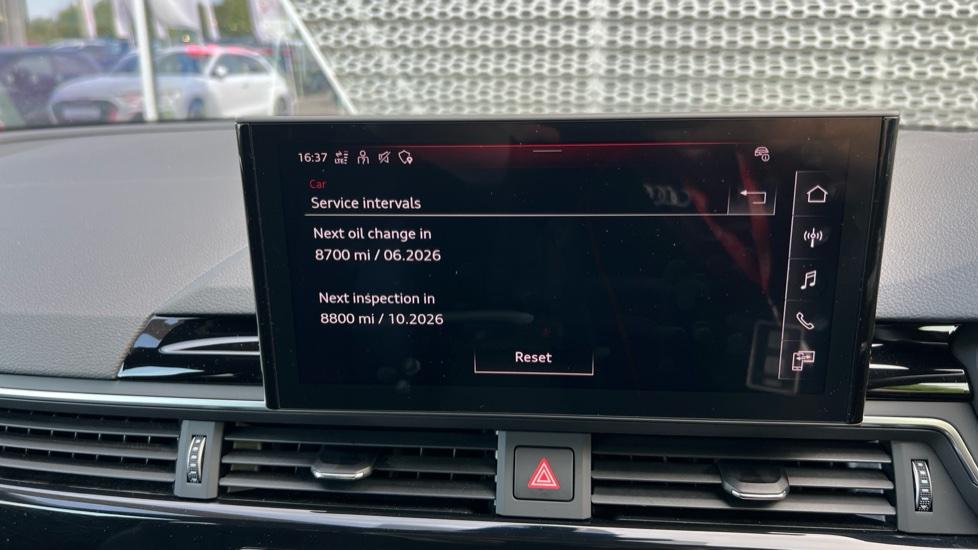 16:37 LTE
Car
Service intervals
Next oil change in
8700 mi / 06.2026
Next inspection in
8800 mi / 10.2026
Reset